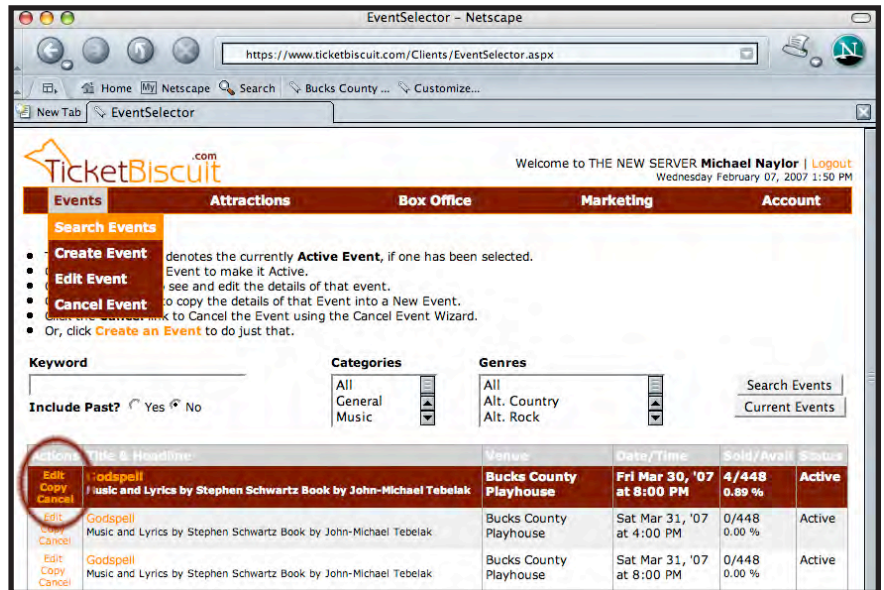 EventSelector – Netscape
https://www.ticketbiscuit.com/Clients/EventSelector.aspx
N
Home My Netscape Search Bucks County ... Customize...
New Tab EventSelector
TicketBiscuit.com
Welcome to THE NEW SERVER Michael Naylor | Logout
Wednesday February 07, 2007 1:50 PM
Events Attractions Box Office Marketing Account
Search Events
Create Event
Edit Event
Cancel Event
denotes the currently Active Event, if one has been selected.
Event to make it Active.
see and edit the details of that event.
to copy the details of that Event into a New Event.
to Cancel the Event using the Cancel Event Wizard.
Or, click Create an Event to do just that.
Keyword Categories Genres
All
General
Music
All
Alt. Country
Alt. Rock
Search Events
Current Events
Include Past? Yes No
Actions Title & Headline Venue Date/Time Sold/Avail Status
Edit Copy Cancel
Godspell
Music and Lyrics by Stephen Schwartz Book by John-Michael Tebelak
Bucks County Playhouse
Fri Mar 30, '07 at 8:00 PM
4/448
0.89 %
Active
Edit Copy Cancel
Godspell
Music and Lyrics by Stephen Schwartz Book by John-Michael Tebelak
Bucks County Playhouse
Sat Mar 31, '07 at 4:00 PM
0/448
0.00 %
Active
Edit Copy Cancel
Godspell
Music and Lyrics by Stephen Schwartz Book by John-Michael Tebelak
Bucks County Playhouse
Sat Mar 31, '07 at 8:00 PM
0/448
0.00 %
Active